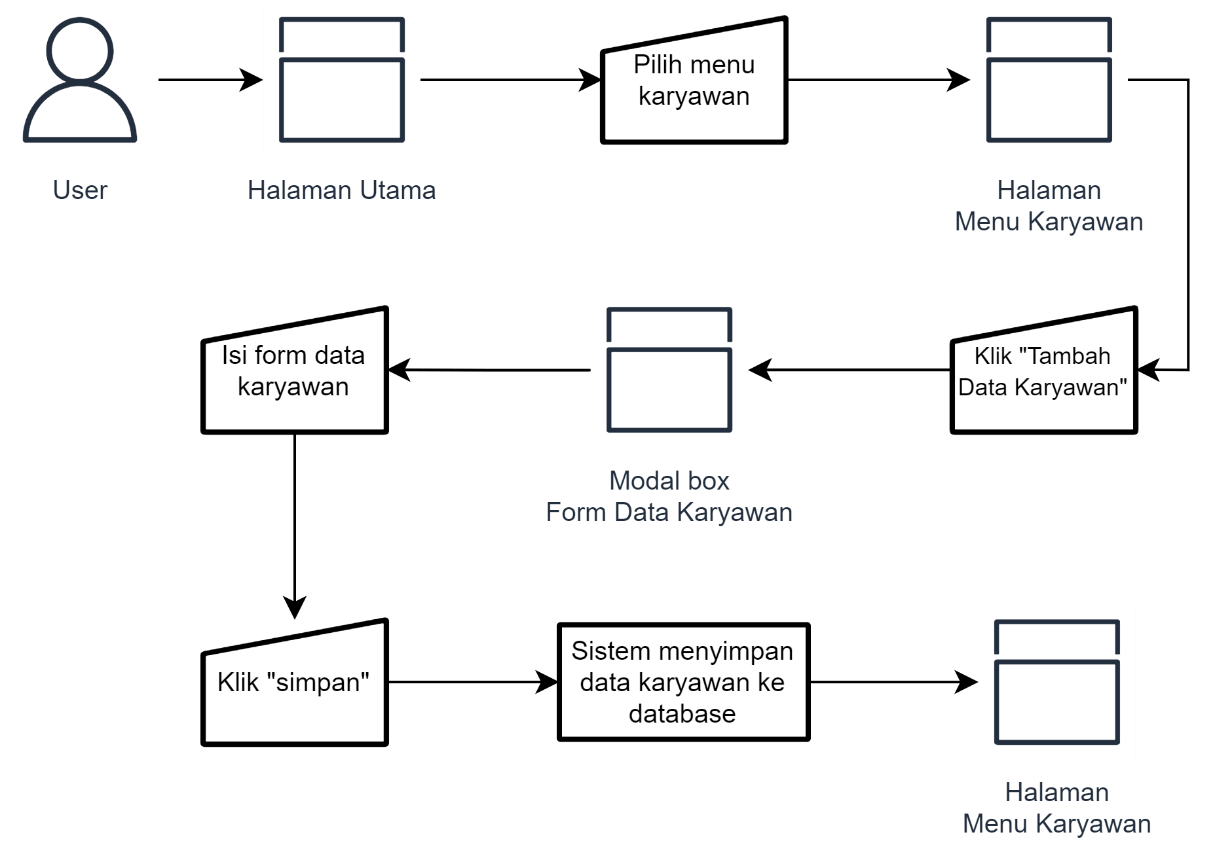 Pilih menu
karyawan
User
Halaman Utama
Halaman
Menu Karyawan
Klik "Tambah
Data Karyawan"
Modal box
Form Data Karyawan
Isi form data
karyawan
Klik "simpan"
Sistem menyimpan
data karyawan ke
database
Halaman
Menu Karyawan